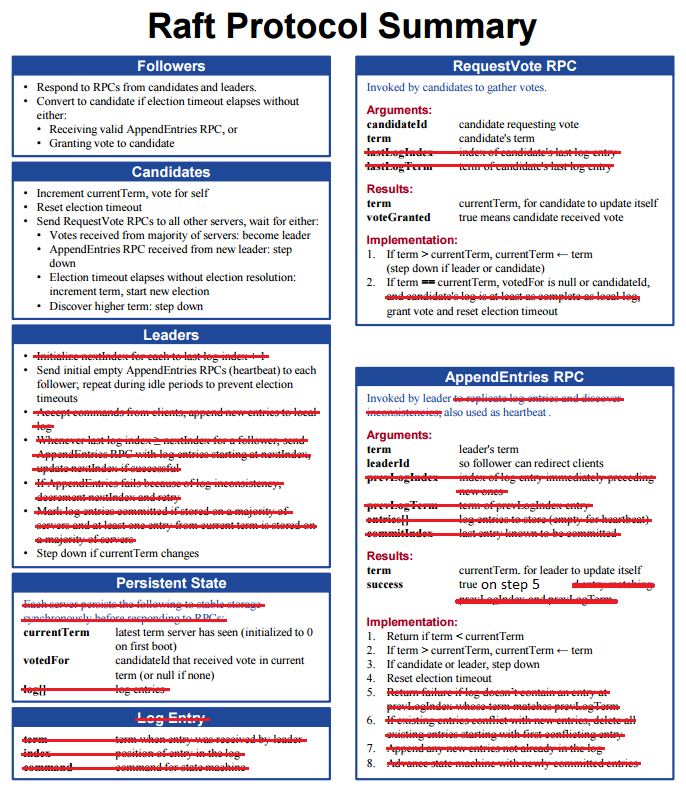 Raft Protocol Summary
Followers
• Respond to RPCs from candidates and leaders.
• Convert to candidate if election timeout elapses without
either:
• Receiving valid AppendEntries RPC, or
• Granting vote to candidate
Candidates
• Increment currentTerm, vote for self
• Reset election timeout
• Send RequestVote RPCs to all other servers, wait for either:
• Votes received from majority of servers: become leader
• AppendEntries RPC received from new leader: step
down
• Election timeout elapses without election resolution:
increment term, start new election
• Discover higher term: step down
Leaders
• Initialize nextIndex for each to last log index + 1
• Send initial empty AppendEntries RPCs (heartbeat) to each
follower; repeat during idle periods to prevent election
timeouts
• Accept commands from clients, append new entries to local
log
• Whenever last log index ≥ nextIndex for a follower, send
AppendEntries RPC with log entries starting at nextIndex,
update nextIndex if successful
• If AppendEntries fails because of log inconsistency,
decrement nextIndex and retry
• Mark log entries committed if stored on a majority of
servers and at least one entry from current term is stored on
a majority of servers
• Step down if currentTerm changes
Persistent State
Each server persists the following to stable storage
synchronously before responding to RPCs:
currentTerm latest term server has seen (initialized to 0
on first boot)
votedFor candidateId that received vote in current
term (or null if none)
log[] log entries
Log Entry
term term when entry was received by leader
index position of entry in the log
command command for state machine
RequestVote RPC
Invoked by candidates to gather votes.
Arguments:
candidateId candidate requesting vote
term candidate's term
lastLogIndex index of candidate's last log entry
lastLogTerm term of candidate's last log entry
Results:
term currentTerm, for candidate to update itself
voteGranted true means candidate received vote
Implementation:
1. If term > currentTerm, currentTerm ← term
(step down if leader or candidate)
2. If term == currentTerm, votedFor is null or candidateId,
and candidate's log is at least as complete as local log,
grant vote and reset election timeout
AppendEntries RPC
Invoked by leader to replicate log entries and discover
inconsistencies; also used as heartbeat .
Arguments:
term leader's term
leaderId so follower can redirect clients
prevLogIndex index of log entry immediately preceding
new ones
prevLogTerm term of prevLogIndex entry
entries[] log entries to store (empty for heartbeat)
commitIndex last entry known to be committed
Results:
term currentTerm. for leader to update itself
success true on step 5 d entry matching
prevLogIndex and prevLogTerm
Implementation:
1. Return if term < currentTerm
2. If term > currentTerm, currentTerm ← term
3. If candidate or leader, step down
4. Reset election timeout
5. Return failure if log doesn't contain an entry at
prevLogIndex whose term matches prevLogTerm
6. If existing entries conflict with new entries, delete all
existing entries starting with first conflicting entry
7. Append any new entries not already in the log
8. Advance state machine with newly committed entries